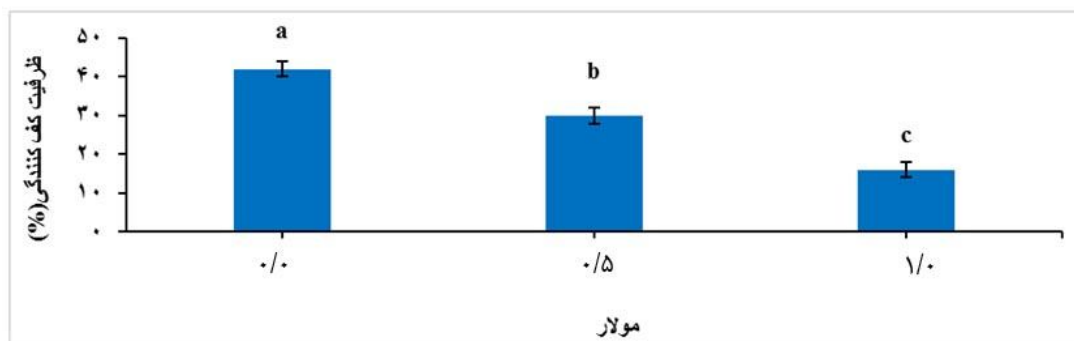 ظرفیت کف کنندگی(%)
۵۰
۴۰
۳۰
۲۰
۱۰
۰
a
b
c
۰/۰
۰/۵
۱/۰
مولار